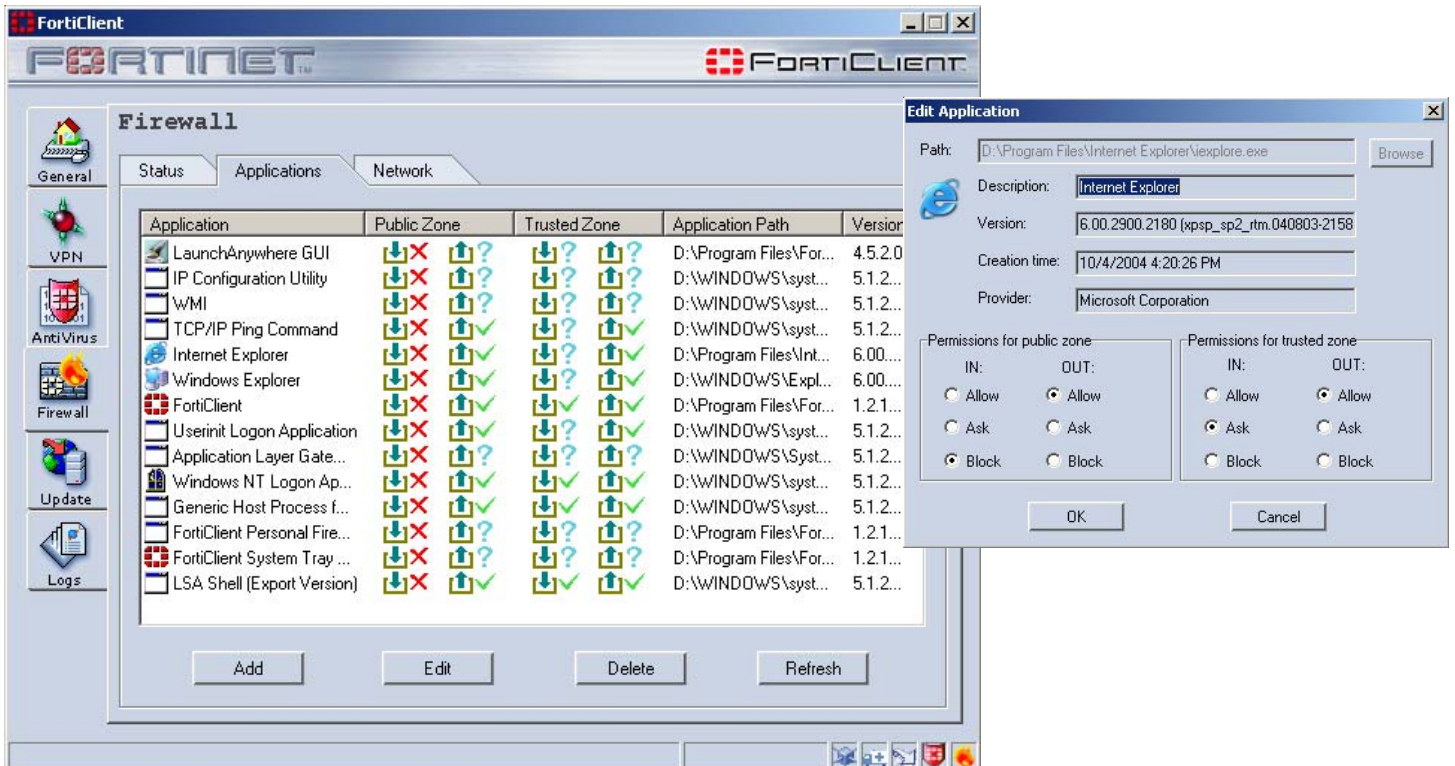 FortiClient
FORTINET™ FORTICLIENT
General
VPN
AntiVirus
Firewall
Update
Logs
Firewall
Status Applications Network
Application Public Zone Trusted Zone Application Path Version
LaunchAnywhere GUI D:\Program Files\For... 4.5.2.0
IP Configuration Utility D:\WINDOWS\syst... 5.1.2...
WMI D:\WINDOWS\syst... 5.1.2...
TCP/IP Ping Command D:\WINDOWS\syst... 5.1.2...
Internet Explorer D:\Program Files\Int... 6.00....
Windows Explorer D:\WINDOWS\Expl... 6.00....
FortiClient D:\Program Files\For... 1.2.1...
Userinit Logon Application D:\WINDOWS\syst... 5.1.2...
Application Layer Gate... D:\WINDOWS\Syst... 5.1.2...
Windows NT Logon Ap... D:\WINDOWS\syst... 5.1.2...
Generic Host Process f... D:\WINDOWS\syst... 5.1.2...
FortiClient Personal Fire... D:\Program Files\For... 1.2.1...
FortiClient System Tray ... D:\Program Files\For... 1.2.1...
LSA Shell (Export Version) D:\WINDOWS\syst... 5.1.2...
Add Edit Delete Refresh
Edit Application
Path: D:\Program Files\Internet Explorer\iexplore.exe Browse
Description: Internet Explorer
Version: 6.00.2900.2180 (xpsp_sp2_rtm.040803-2158
Creation time: 10/4/2004 4:20:26 PM
Provider: Microsoft Corporation
Permissions for public zone Permissions for trusted zone
IN: OUT: IN: OUT:
Allow Allow Allow Allow
Ask Ask Ask Ask
Block Block Block Block
OK Cancel